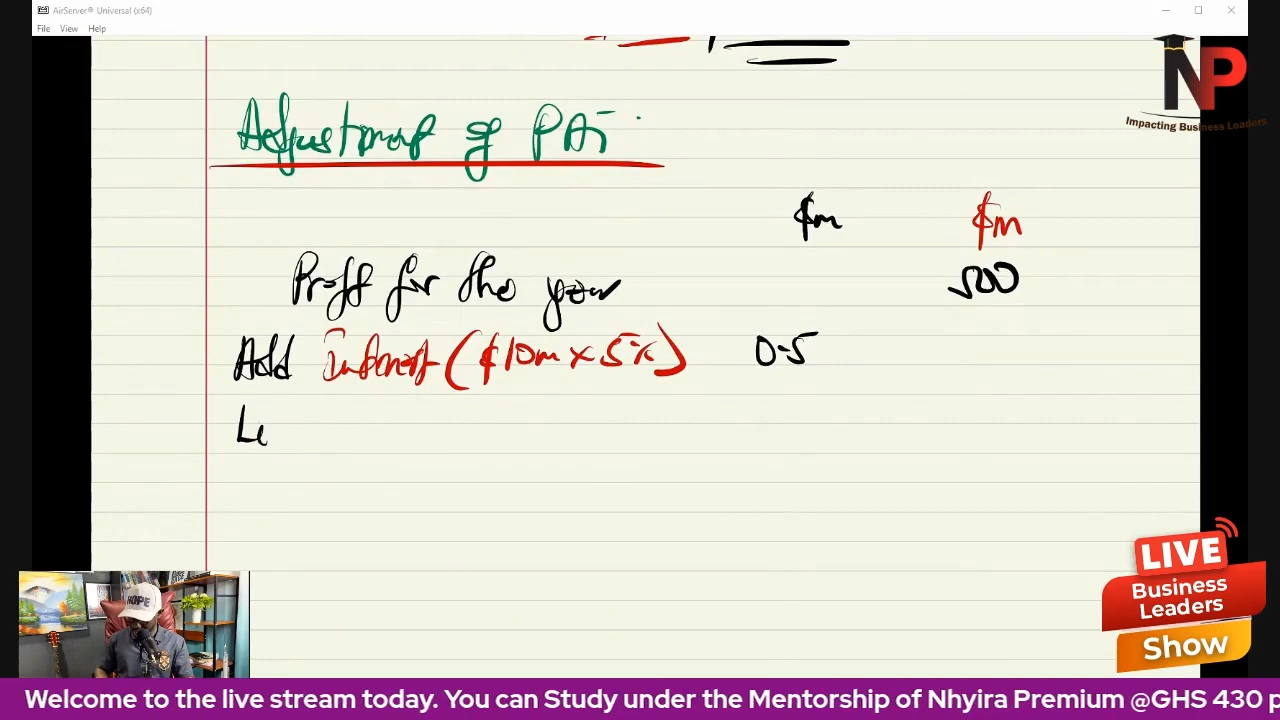 AirServer® Universal (x64)
File View Help
NP
Impacting Business Leaders
Adjustment of PAT
$m $m
Profit for the year 500
Add Interest ($10m x 5%) 0.5
Le
HOPE
LIVE
Business
Leaders
Show
Welcome to the live stream today. You can Study under the Mentorship of Nhyira Premium @GHS 430 p